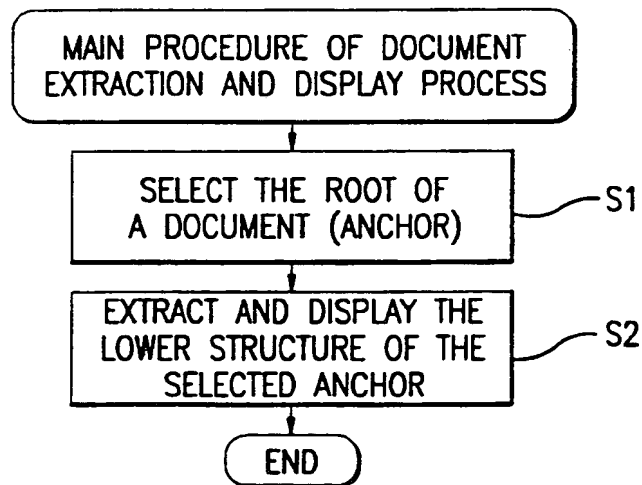 MAIN PROCEDURE OF DOCUMENT
EXTRACTION AND DISPLAY PROCESS
SELECT THE ROOT OF
A DOCUMENT (ANCHOR)
S1
EXTRACT AND DISPLAY THE
LOWER STRUCTURE OF THE
SELECTED ANCHOR
S2
END